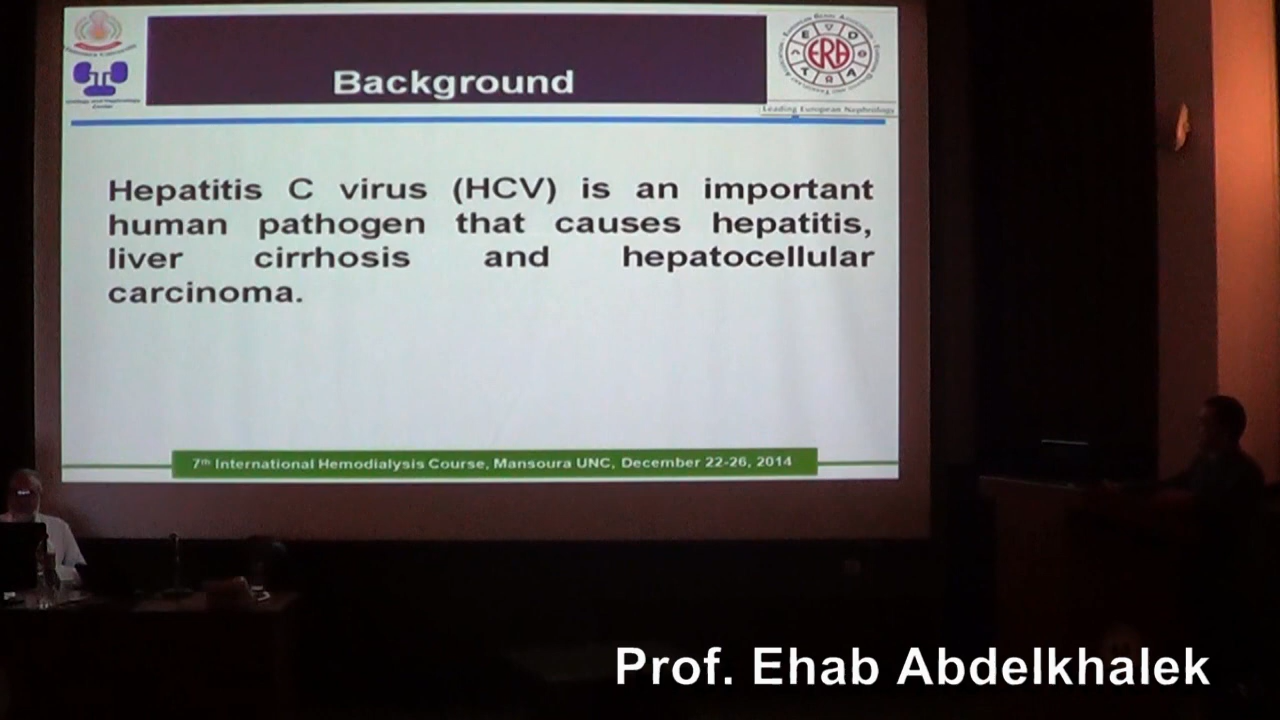 Background
ERA
Leading European Nephrology
Hepatitis C virus (HCV) is an important
human pathogen that causes hepatitis,
liver cirrhosis and hepatocellular
carcinoma.
7th International Hemodialysis Course, Mansoura UNC, December 22-26, 2014
Prof. Ehab Abdelkhalek